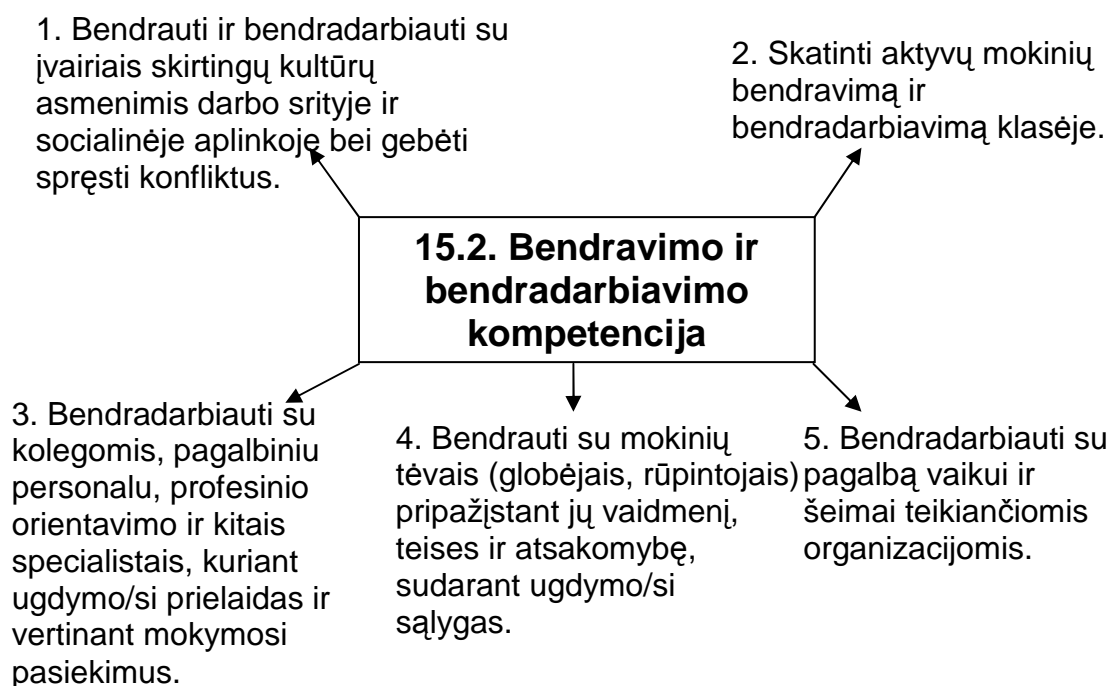 1. Bendrauti ir bendradarbiauti su
įvairiais skirtingų kultūrų
asmenimis darbo srityje ir
socialinėje aplinkoje bei gebėti
spręsti konfliktus.
2. Skatinti aktyvų mokinių
bendravimą ir
bendradarbiavimą klasėje.
15.2. Bendravimo ir
bendradarbiavimo
kompetencija
3. Bendradarbiauti su
kolegomis, pagalbiniu
personalu, profesinio
orientavimo ir kitais
specialistais, kuriant
ugdymo/si prielaidas ir
vertinant mokymosi
pasiekimus.
4. Bendrauti su mokinių
tėvais (globėjais, rūpintojais)
pripažįstant jų vaidmenį,
teises ir atsakomybę,
sudarant ugdymo/si
sąlygas.
5. Bendradarbiauti su
pagalbą vaikui ir
šeimai teikiančiomis
organizacijomis.